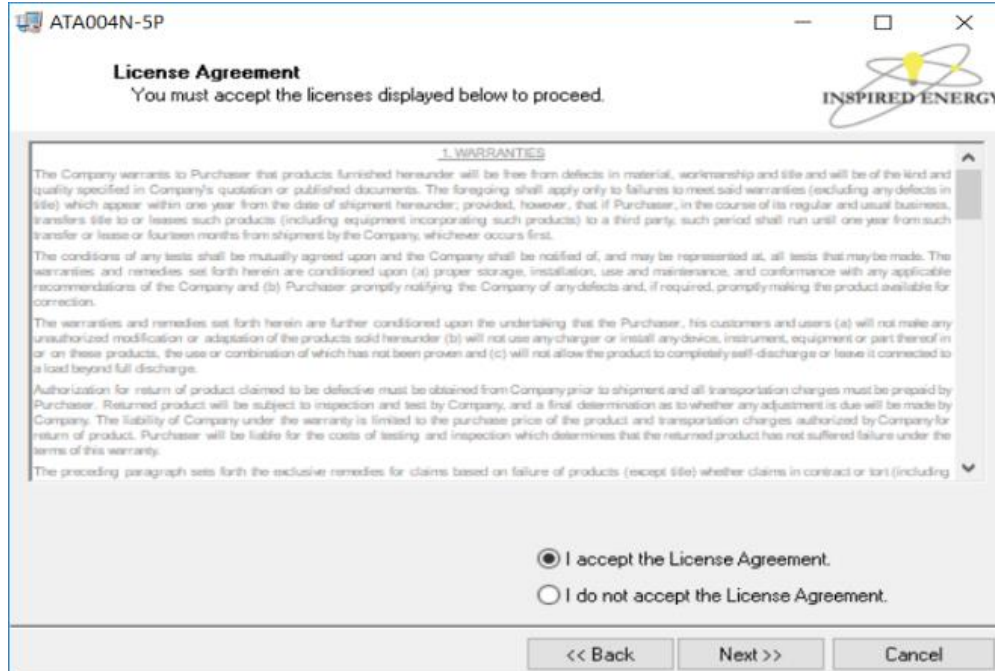 ATA004N-5P
License Agreement
You must accept the licenses displayed below to proceed.
INSPIRED ENERGY
1. WARRANTIES
The Company warrants to Purchaser that products furnished hereunder will be free from defects in material, workmanship and title and will be of the kind and
quality specified in Company's quotation or published documents. The foregoing shall apply only to failures to meet said warranties (excluding any defects in
title) which appear within one year from the date of shipment hereunder; provided, however, that if Purchaser, in the course of its regular and usual business,
transfers title to or leases such products (including equipment incorporating such products) to a third party, such period shall run until one year from such
transfer or lease or fourteen months from shipment by the Company, whichever occurs first.
The conditions of any tests shall be mutually agreed upon and the Company shall be notified of, and may be represented at, all tests that may be made. The
warranties and remedies set forth herein are conditioned upon (a) proper storage, installation, use and maintenance, and conformance with any applicable
recommendations of the Company and (b) Purchaser promptly notifying the Company of any defects and, if required, promptly making the product available for
correction.
The warranties and remedies set forth herein are further conditioned upon the undertaking that the Purchaser, his customers and users (a) will not make any
unauthorized modification or adaptation of the products sold hereunder (b) will not use any charger or install any device, instrument, equipment or part thereof in
or on these products, the use or combination of which has not been proven and (c) will not allow the product to completely self-discharge or leave it connected to
a load beyond full discharge.
Authorization for return of product claimed to be defective must be obtained from Company prior to shipment and all transportation charges must be prepaid by
Purchaser. Returned product will be subject to inspection and test by Company, and a final determination as to whether any adjustment is due will be made by
Company. The liability of Company under the warranty is limited to the purchase price of the product and transportation charges authorized by Company for
return of product. Purchaser will be liable for the costs of testing and inspection which determines that the returned product has not suffered failure under the
terms of this warranty.
The preceding paragraph sets forth the exclusive remedies for claims based on failure of products (except title) whether claims in contract or tort (including
I accept the License Agreement.
I do not accept the License Agreement.
<< Back Next >> Cancel